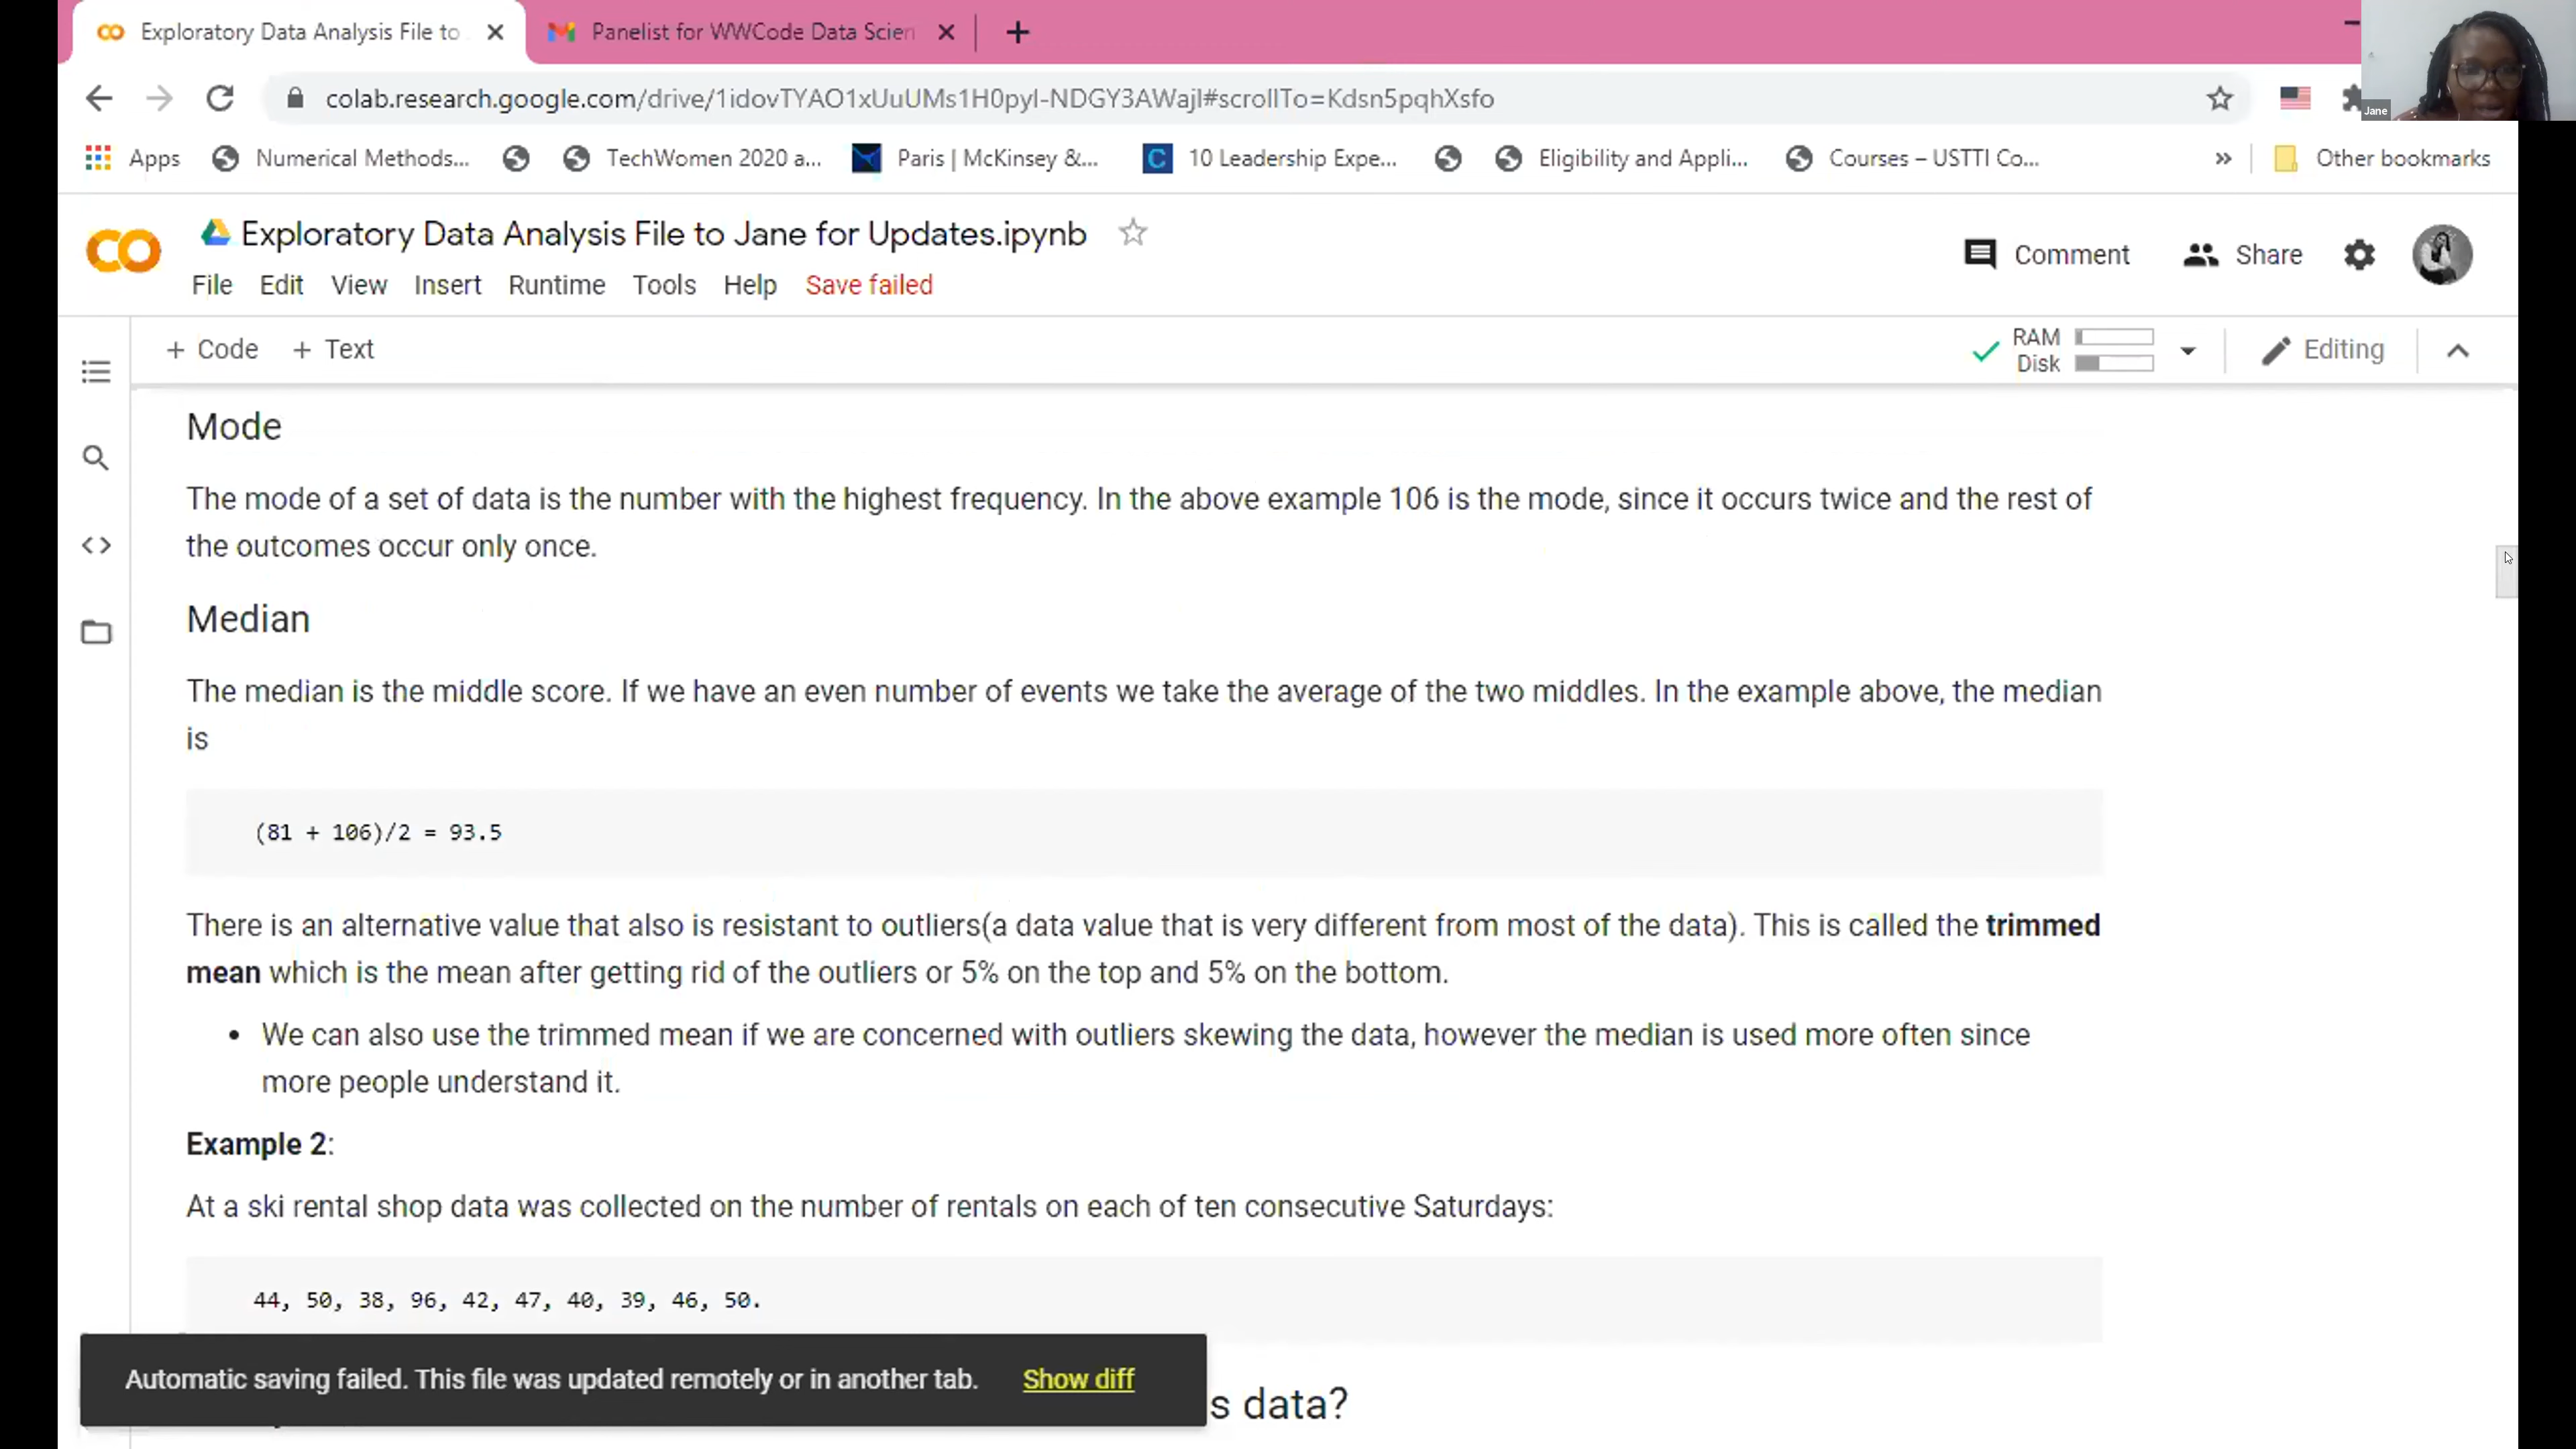 Exploratory Data Analysis File to
Panelist for WWCode Data Scien
colab.research.google.com/drive/1idovTYAO1xUuUMs1H0pyl-NDGY3AWajl#scrollTo=Kdsn5pqhXsfo
Jane
Apps
Numerical Methods...
TechWomen 2020 a...
Paris | McKinsey &...
C
10 Leadership Expe...
Eligibility and Appli...
Courses – USTTI Co...
»
Other bookmarks
CO
Exploratory Data Analysis File to Jane for Updates.ipynb
Comment
Share
File Edit View Insert Runtime Tools Help Save failed
+ Code + Text
RAM
Disk
Editing
Mode
The mode of a set of data is the number with the highest frequency. In the above example 106 is the mode, since it occurs twice and the rest of
the outcomes occur only once.
Median
The median is the middle score. If we have an even number of events we take the average of the two middles. In the example above, the median
is
(81 + 106)/2 = 93.5
There is an alternative value that also is resistant to outliers(a data value that is very different from most of the data). This is called the trimmed
mean which is the mean after getting rid of the outliers or 5% on the top and 5% on the bottom.
• We can also use the trimmed mean if we are concerned with outliers skewing the data, however the median is used more often since
more people understand it.
Example 2:
At a ski rental shop data was collected on the number of rentals on each of ten consecutive Saturdays:
44, 50, 38, 96, 42, 47, 40, 39, 46, 50.
Automatic saving failed. This file was updated remotely or in another tab. Show diff
s data?